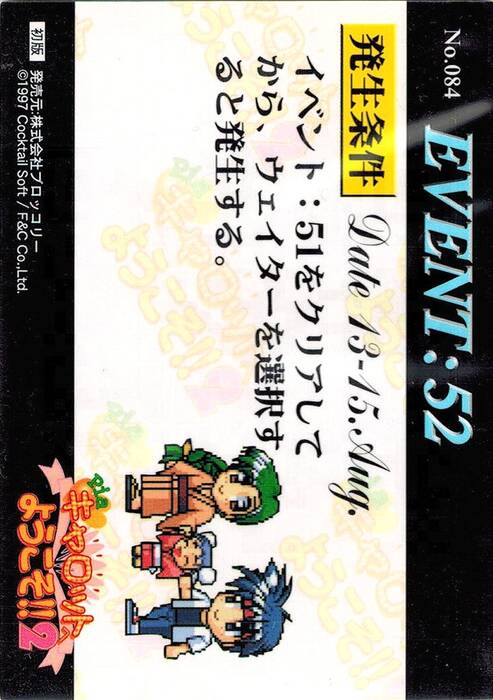 No.084
EVENT:52
発生条件 Date 13-15.Aug.
イベント：51をクリアして
から、ウェイターを選択す
ると発生する。
Piaキャロットへ
ようこそ!!2
初版 発売元:株式会社ブロッコリー
©1997 Cocktail Soft / F&C Co.,Ltd.